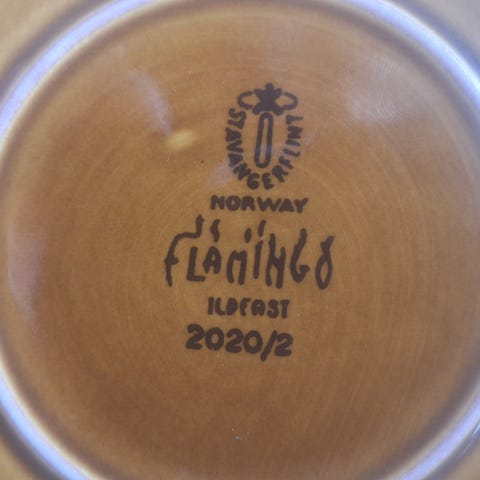 STAVANGERFLINT
NORWAY
FLAMINGO
ILDFAST
2020/2